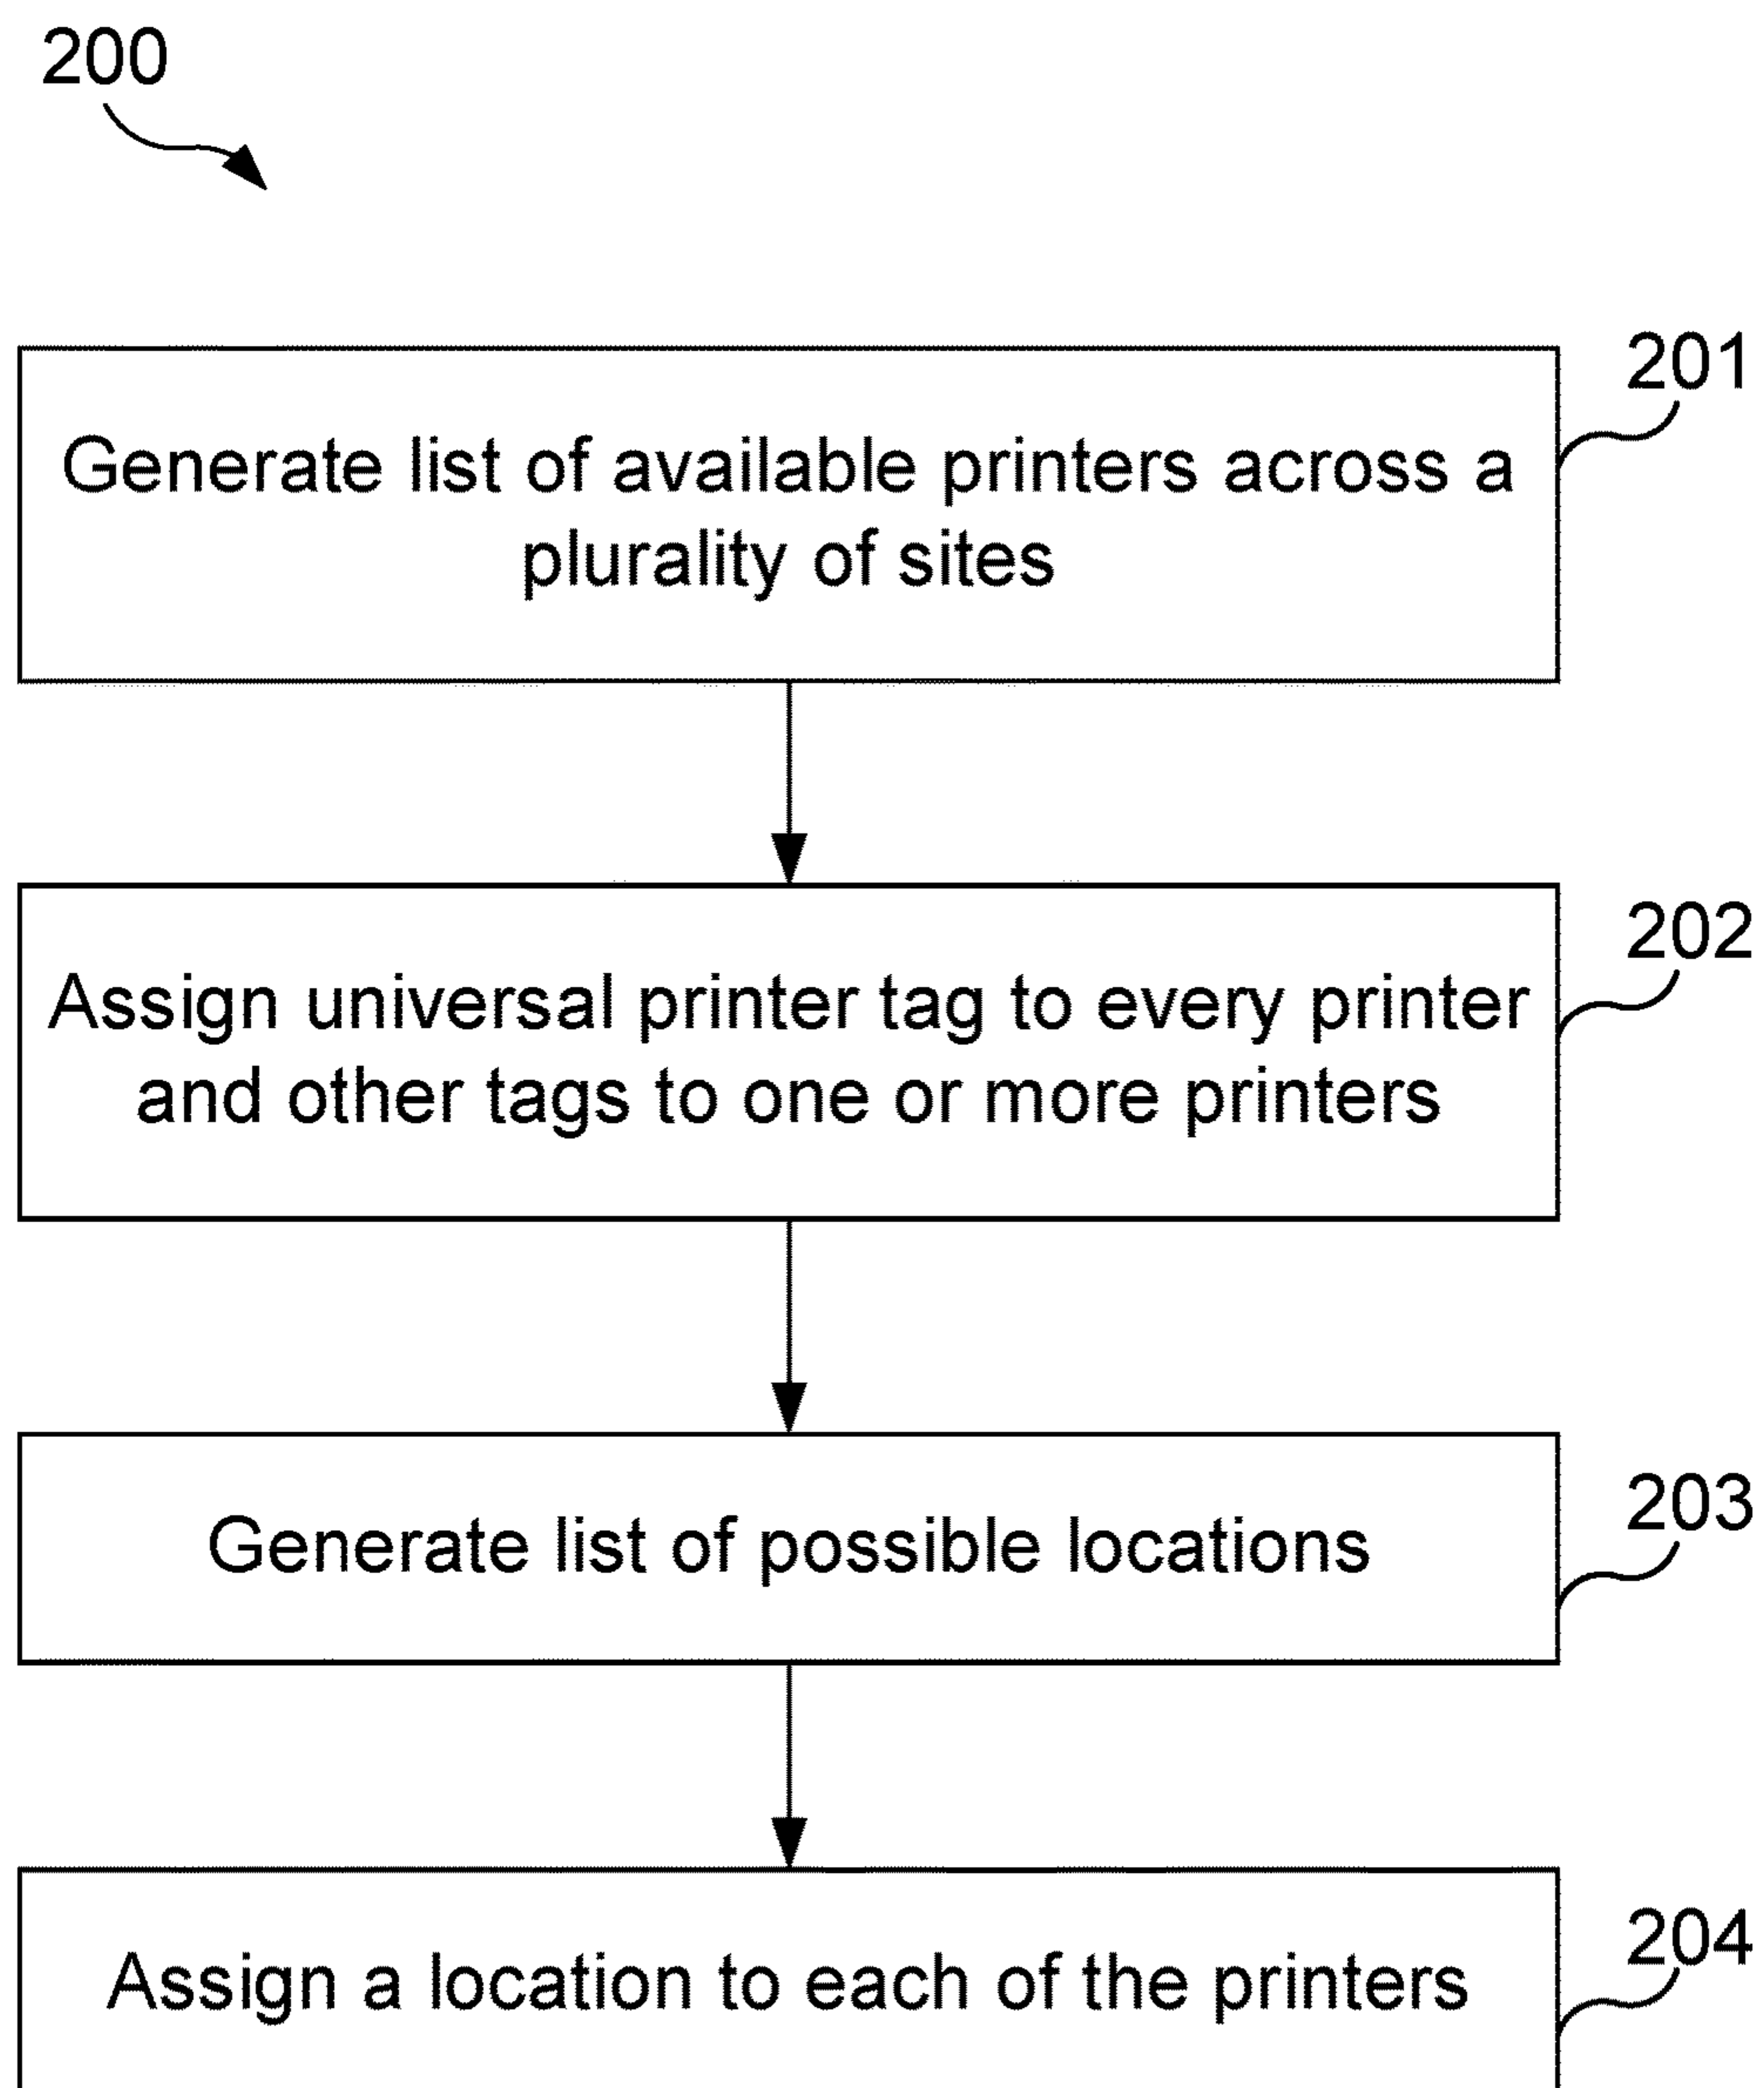 200
201
Generate list of available printers across a
plurality of sites
202
Assign universal printer tag to every printer
and other tags to one or more printers
203
Generate list of possible locations
204
Assign a location to each of the printers